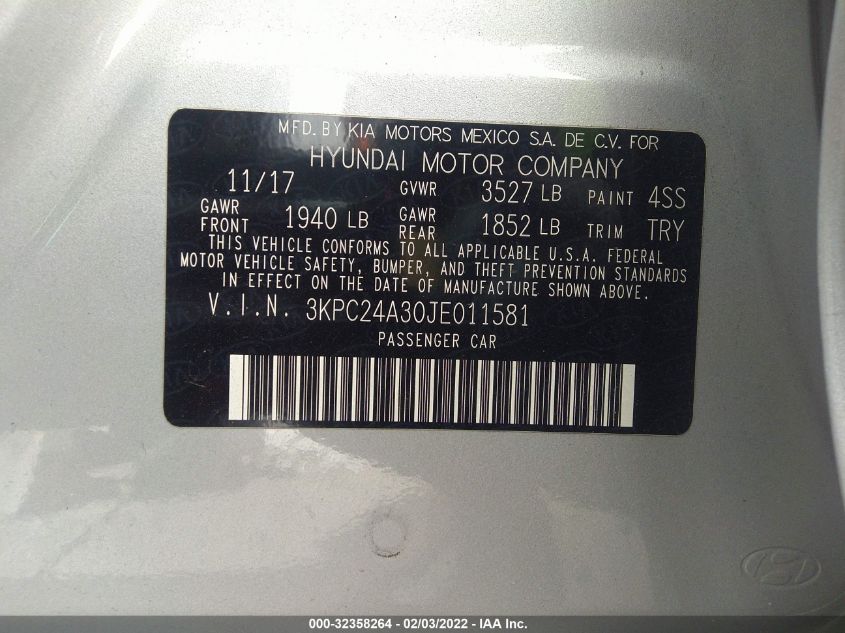 MFD. BY KIA MOTORS MEXICO S.A. DE C.V. FOR
HYUNDAI MOTOR COMPANY
11/17 GVWR 3527 LB PAINT 4SS
GAWR FRONT 1940 LB GAWR REAR 1852 LB TRIM TRY
THIS VEHICLE CONFORMS TO ALL APPLICABLE U.S.A. FEDERAL
MOTOR VEHICLE SAFETY, BUMPER, AND THEFT PREVENTION STANDARDS
IN EFFECT ON THE DATE OF MANUFACTURE SHOWN ABOVE.
V.I.N. 3KPC24A30JE011581
PASSENGER CAR
000-32358264 - 02/03/2022 - IAA Inc.